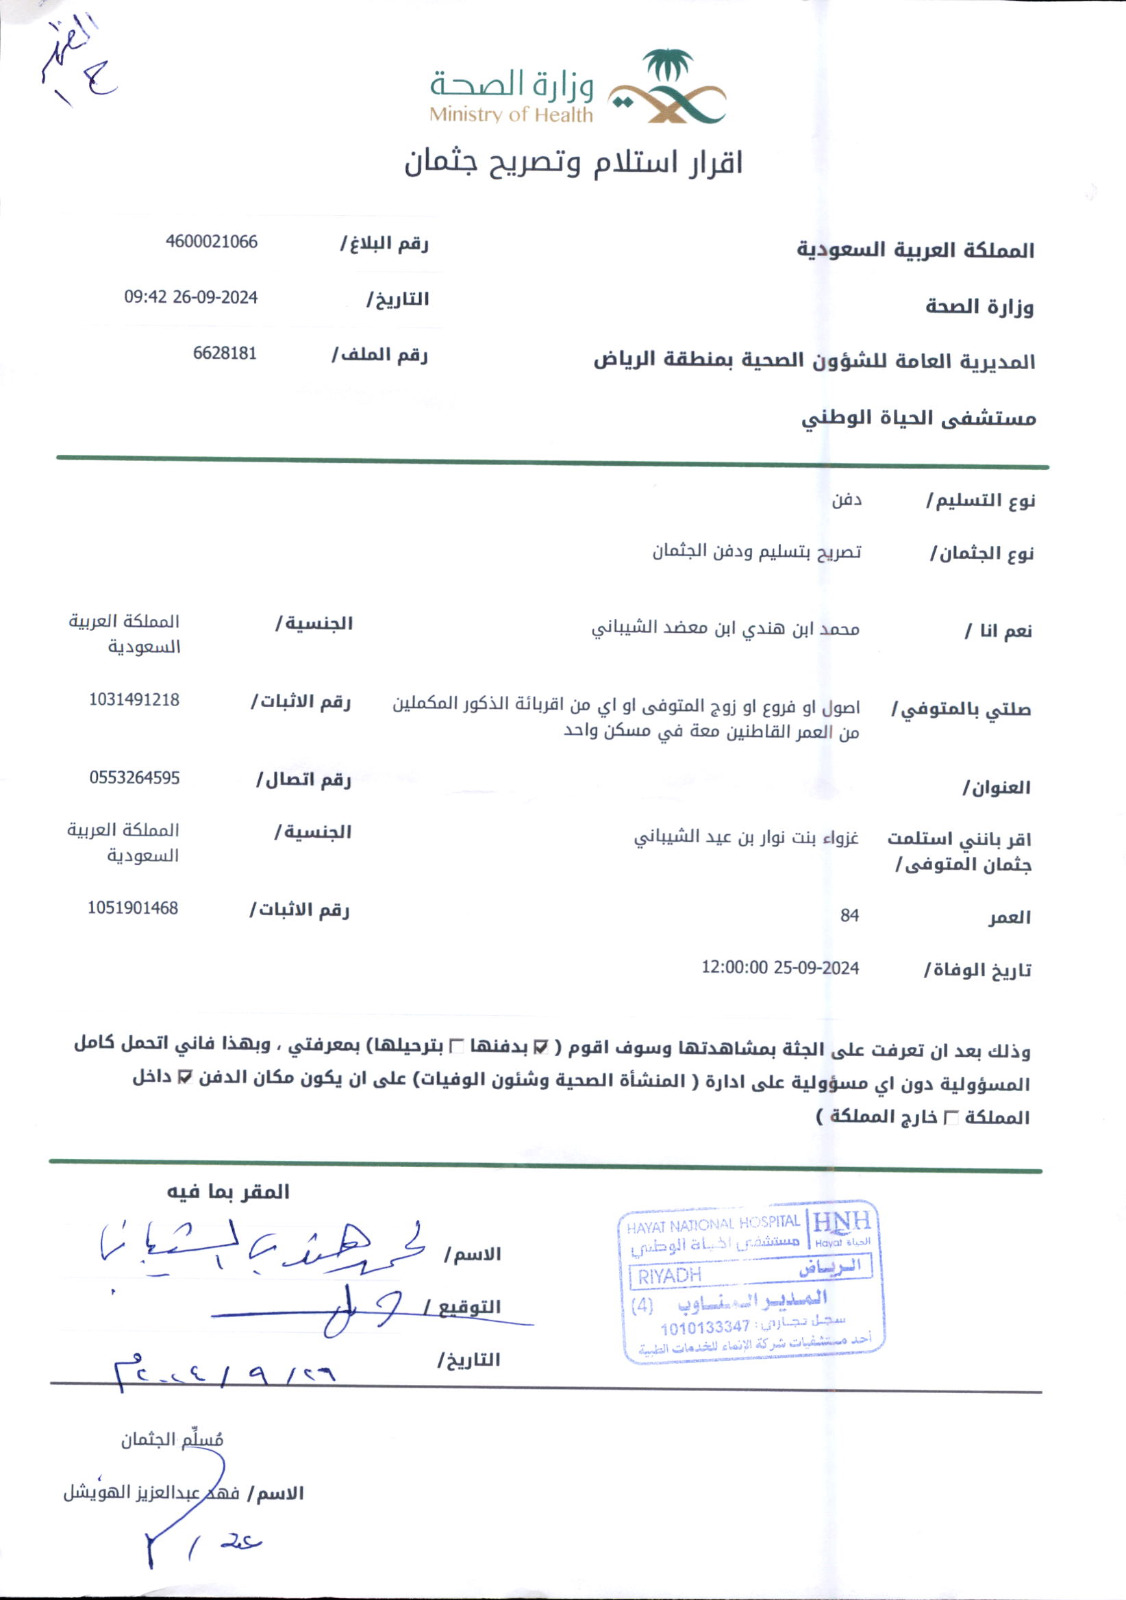 الظهر
ح ١
وزارة الصحة
Ministry of Health
اقرار استلام وتصريح جثمان
المملكة العربية السعودية
رقم البلاغ/ 4600021066
وزارة الصحة
التاريخ/ 09:42 26-09-2024
المديرية العامة للشؤون الصحية بمنطقة الرياض
رقم الملف/ 6628181
مستشفى الحياة الوطني
نوع التسليم/ دفن
نوع الجثمان/ تصريح بتسليم ودفن الجثمان
نعم انا / محمد ابن هندي ابن معضد الشيباني
الجنسية/ المملكة العربية
السعودية
صلتي بالمتوفي/ اصول او فروع او زوج المتوفى او اي من اقربائة الذكور المكملين
من العمر القاطنين معة في مسكن واحد
رقم الاثبات/ 1031491218
العنوان/
رقم اتصال/ 0553264595
اقر بانني استلمت
جثمان المتوفى/ غزواء بنت نوار بن عيد الشيباني
الجنسية/ المملكة العربية
السعودية
العمر 84
رقم الاثبات/ 1051901468
تاريخ الوفاة/ 12:00:00 25-09-2024
وذلك بعد ان تعرفت على الجثة بمشاهدتها وسوف اقوم ( بدفنها بترحيلها) بمعرفتي ، وبهذا فاني اتحمل كامل
المسؤولية دون اي مسؤولية على ادارة ( المنشأة الصحية وشئون الوفيات) على ان يكون مكان الدفن داخل
المملكة خارج المملكة )
المقر بما فيه
الاسم/ محمد هندي الشيباني
التوقيع/
التاريخ/ ٢٦ / ٩ / ٢٠٢٤م
HAYAT NATIONAL HOSPITAL
مستشفى الحياة الوطني
HNH
Hayat الحياة
RIYADH الرياض
المدير المناوب (4)
سجل تجاري : 1010133347
أحد مستشفيات شركة الإنماء للخدمات الطبية
مُسلِّم الجثمان
الاسم/ فهد عبدالعزيز الهويشل